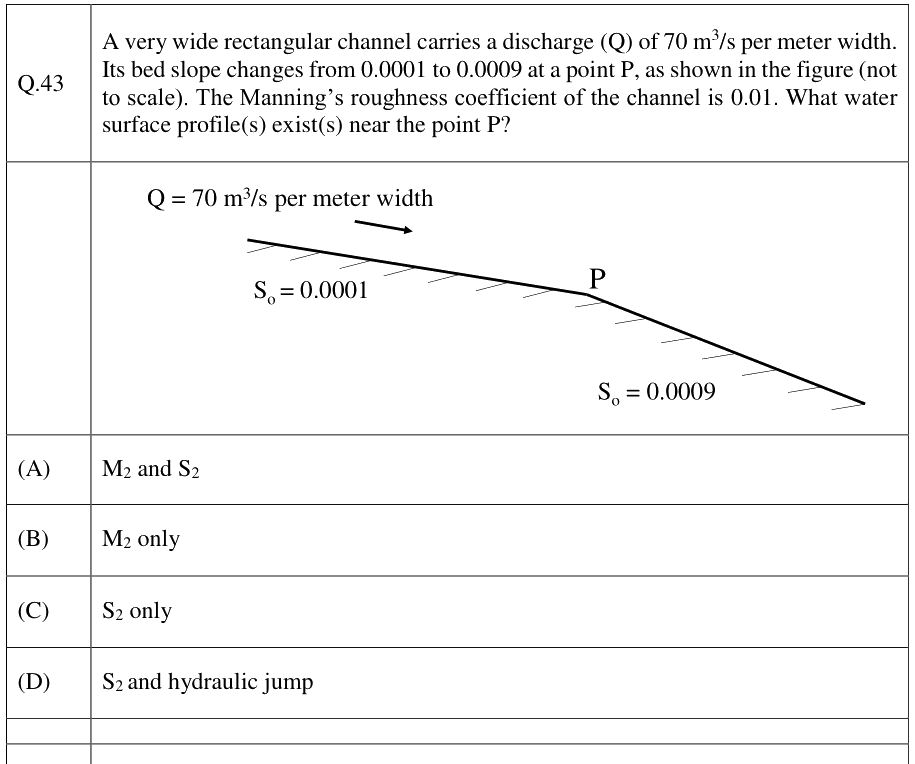 A very wide rectangular channel carries a discharge (Q) of 70 m³/s per meter width.
Its bed slope changes from 0.0001 to 0.0009 at a point P, as shown in the figure (not
Q.43
to scale). The Manning's roughness coefficient of the channel is 0.01. What water
surface profile(s) exist(s) near the point P?
Q = 70 m³/s per meter width
P
Sₒ = 0.0001
Sₒ = 0.0009
(A) M₂ and S₂
(B) M₂ only
(C) S₂ only
(D) S₂ and hydraulic jump